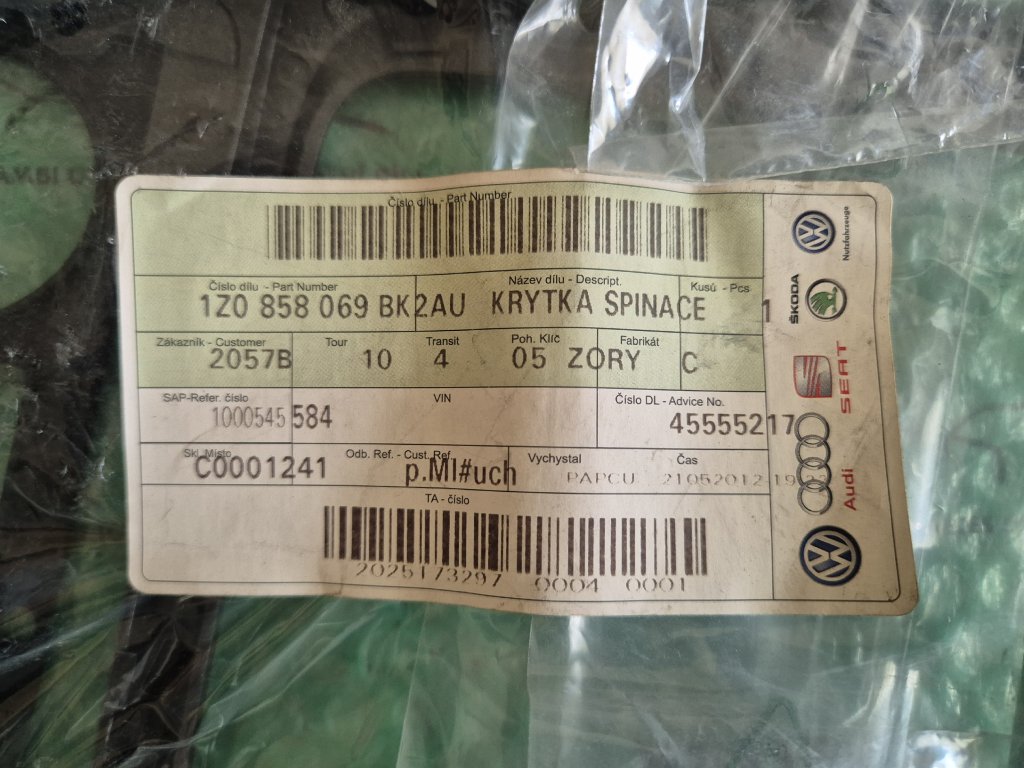 Číslo dílu - Part Number
Číslo dílu - Part Number
Název dílu - Descript.
Kusů - Pcs
1Z0 858 069 BK2AU KRYTKA SPINACE 1
Zákazník - Customer
Tour
Transit
Poh. Klíč
Fabrikát
2057B 10 4 05 ZORY C
SAP-Refer. číslo
VIN
Číslo DL - Advice No.
1000545584
45555217
Skl. Místo
Odb. Ref. - Cust. Ref.
Vychystal
Čas
C0001241 p.Ml#uch PAPCU 21052012 19
TA - číslo
2025173297 0004 0001
Nutzfahrzeuge
ŠKODA
SEAT
Audi